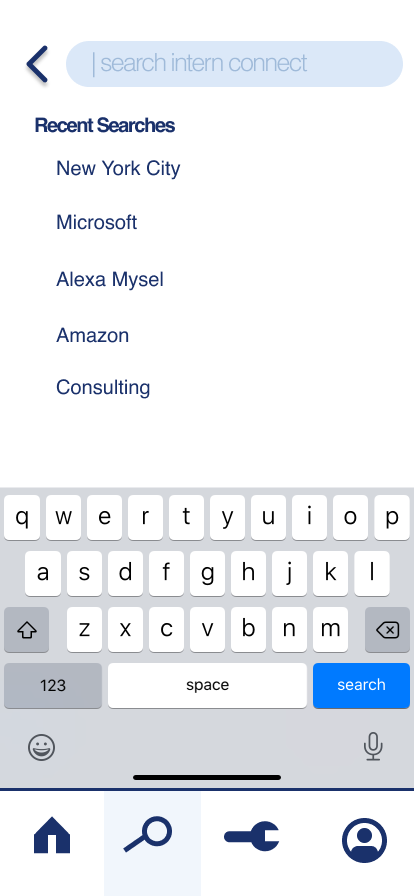 search intern connect
Recent Searches
New York City
Microsoft
Alexa Mysel
Amazon
Consulting
q w e r t y u i o p
a s d f g h j k l
z x c v b n m
123 space search